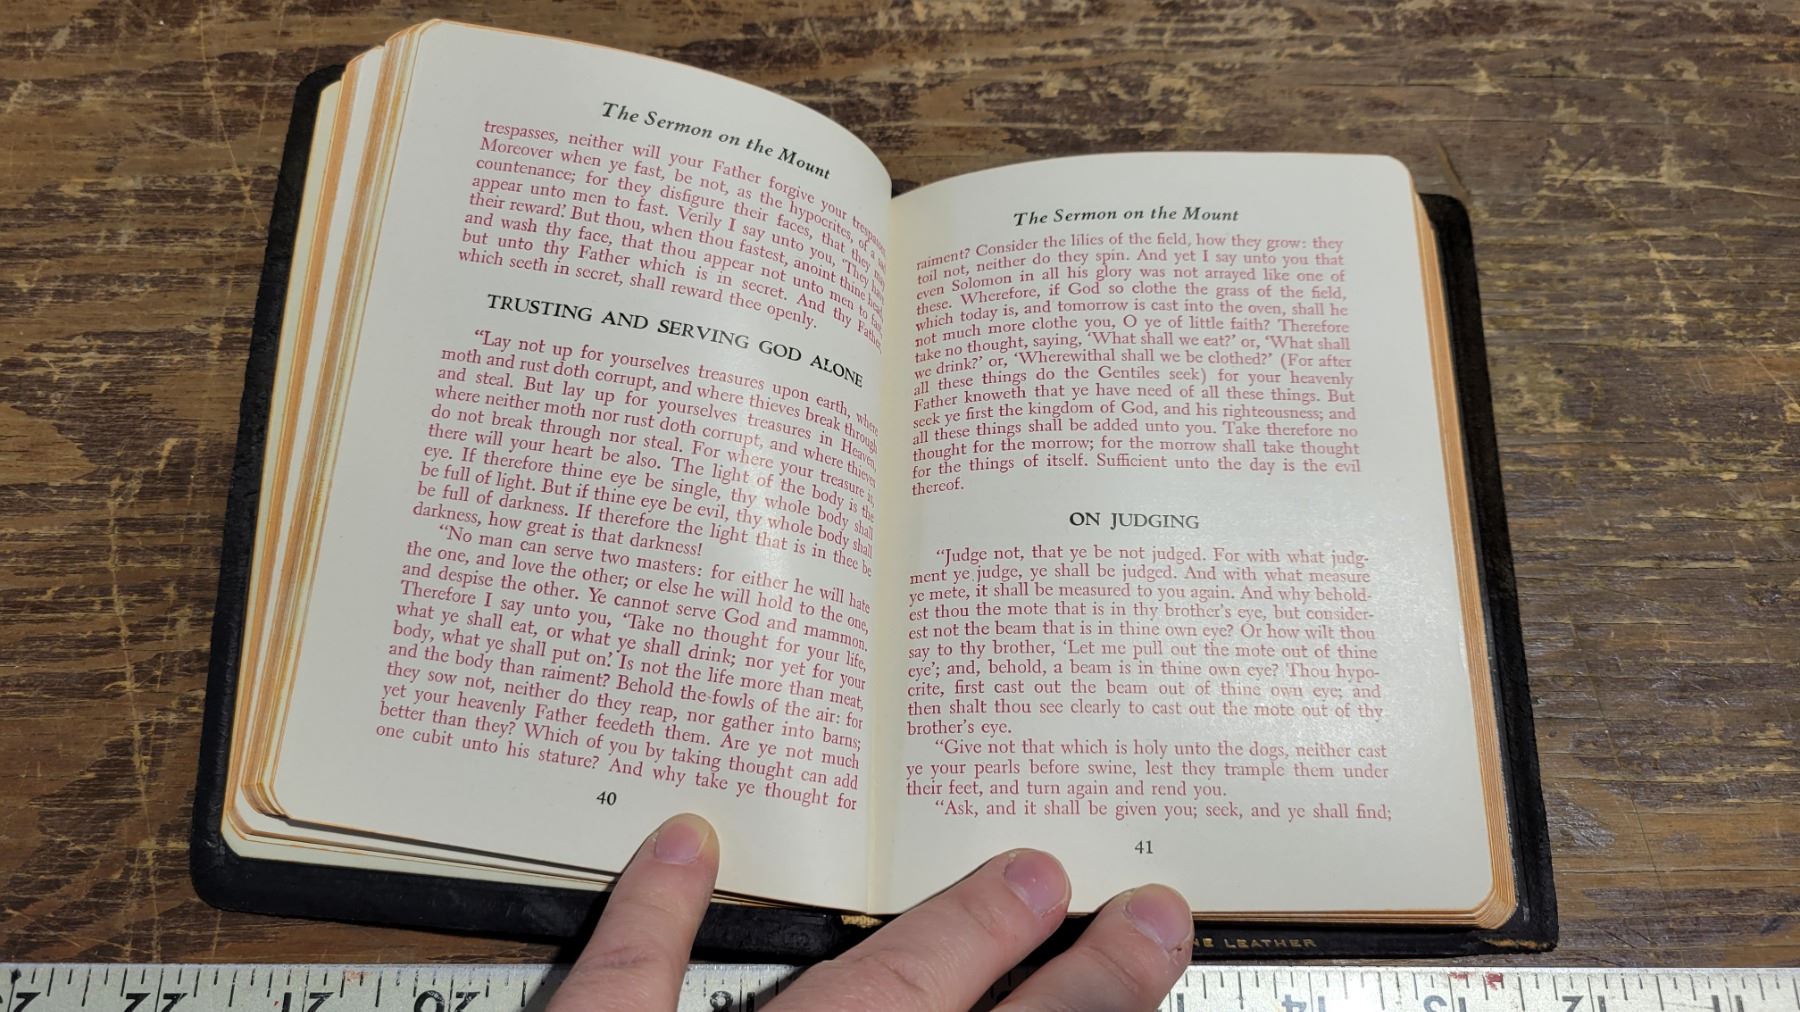 The Sermon on the Mount
trespasses, neither will your Father forgive your trespasses.
Moreover when ye fast, be not, as the hypocrites, of a sad
countenance; for they disfigure their faces, that they may
appear unto men to fast. Verily I say unto you, 'They have
their reward.' But thou, when thou fastest, anoint thine head,
and wash thy face, that thou appear not unto men to fast,
but unto thy Father which is in secret. And thy Father,
which seeth in secret, shall reward thee openly.
TRUSTING AND SERVING GOD ALONE
"Lay not up for yourselves treasures upon earth, where
moth and rust doth corrupt, and where thieves break through
and steal. But lay up for yourselves treasures in Heaven,
where neither moth nor rust doth corrupt, and where thieves
do not break through nor steal. For where your treasure is,
there will your heart be also. The light of the body is the
eye. If therefore thine eye be single, thy whole body shall
be full of light. But if thine eye be evil, thy whole body shall
be full of darkness. If therefore the light that is in thee be
darkness, how great is that darkness!
"No man can serve two masters: for either he will hate
the one, and love the other; or else he will hold to the one,
and despise the other. Ye cannot serve God and mammon.
Therefore I say unto you, 'Take no thought for your life,
what ye shall eat, or what ye shall drink; nor yet for your
body, what ye shall put on.' Is not the life more than meat,
and the body than raiment? Behold the fowls of the air: for
they sow not, neither do they reap, nor gather into barns;
yet your heavenly Father feedeth them. Are ye not much
better than they? Which of you by taking thought can add
one cubit unto his stature? And why take ye thought for
40
The Sermon on the Mount
raiment? Consider the lilies of the field, how they grow: they
toil not, neither do they spin. And yet I say unto you that
even Solomon in all his glory was not arrayed like one of
these. Wherefore, if God so clothe the grass of the field,
which today is, and tomorrow is cast into the oven, shall he
not much more clothe you, O ye of little faith? Therefore
take no thought, saying, 'What shall we eat?' or, 'What shall
we drink?' or, 'Wherewithal shall we be clothed?' (For after
all these things do the Gentiles seek) for your heavenly
Father knoweth that ye have need of all these things. But
seek ye first the kingdom of God, and his righteousness; and
all these things shall be added unto you. Take therefore no
thought for the morrow; for the morrow shall take thought
for the things of itself. Sufficient unto the day is the evil
thereof.
ON JUDGING
"Judge not, that ye be not judged. For with what judg-
ment ye judge, ye shall be judged. And with what measure
ye mete, it shall be measured to you again. And why behold-
est thou the mote that is in thy brother's eye, but consider-
est not the beam that is in thine own eye? Or how wilt thou
say to thy brother, 'Let me pull out the mote out of thine
eye'; and, behold, a beam is in thine own eye? Thou hypo-
crite, first cast out the beam out of thine own eye; and
then shalt thou see clearly to cast out the mote out of thy
brother's eye.
"Give not that which is holy unto the dogs, neither cast
ye your pearls before swine, lest they trample them under
their feet, and turn again and rend you.
"Ask, and it shall be given you; seek, and ye shall find;
41
LEATHER
23 22 21 20 18 14 13 12 11